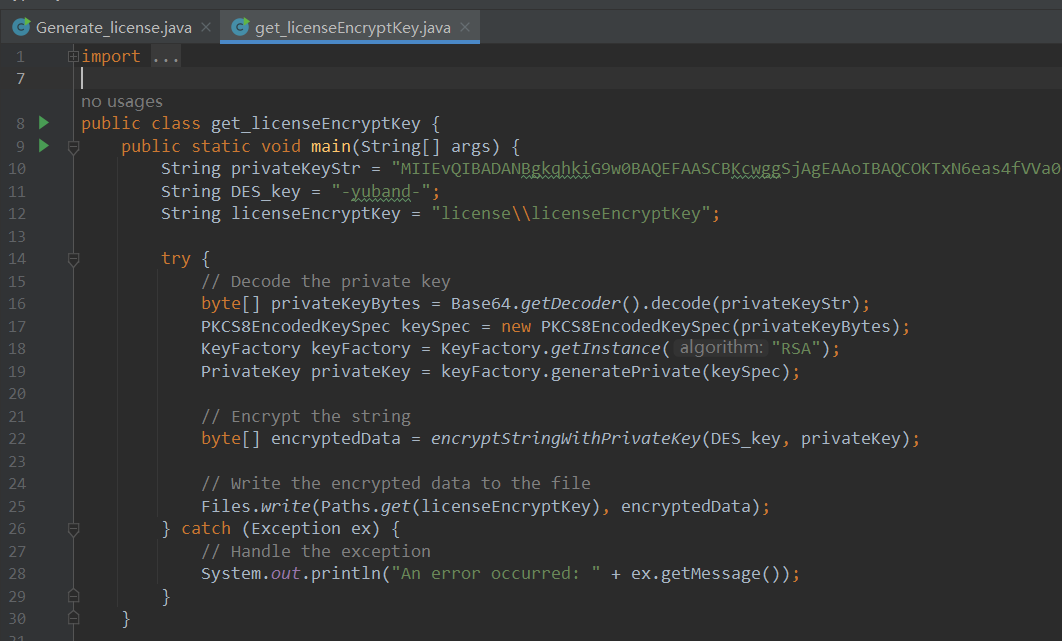 Generate_license.java
get_licenseEncryptKey.java
1 import ...
7
no usages
8 public class get_licenseEncryptKey {
9 public static void main(String[] args) {
10 String privateKeyStr = "MIIEvQIBADANBgkqhkiG9w0BAQEFAASCBKcwggSjAgEAAoIBAQCOKTxN6eas4fVVa0
11 String DES_key = "-yuband-";
12 String licenseEncryptKey = "license\\licenseEncryptKey";
13
14 try {
15 // Decode the private key
16 byte[] privateKeyBytes = Base64.getDecoder().decode(privateKeyStr);
17 PKCS8EncodedKeySpec keySpec = new PKCS8EncodedKeySpec(privateKeyBytes);
18 KeyFactory keyFactory = KeyFactory.getInstance( algorithm: "RSA");
19 PrivateKey privateKey = keyFactory.generatePrivate(keySpec);
20
21 // Encrypt the string
22 byte[] encryptedData = encryptStringWithPrivateKey(DES_key, privateKey);
23
24 // Write the encrypted data to the file
25 Files.write(Paths.get(licenseEncryptKey), encryptedData);
26 } catch (Exception ex) {
27 // Handle the exception
28 System.out.println("An error occurred: " + ex.getMessage());
29 }
30 }